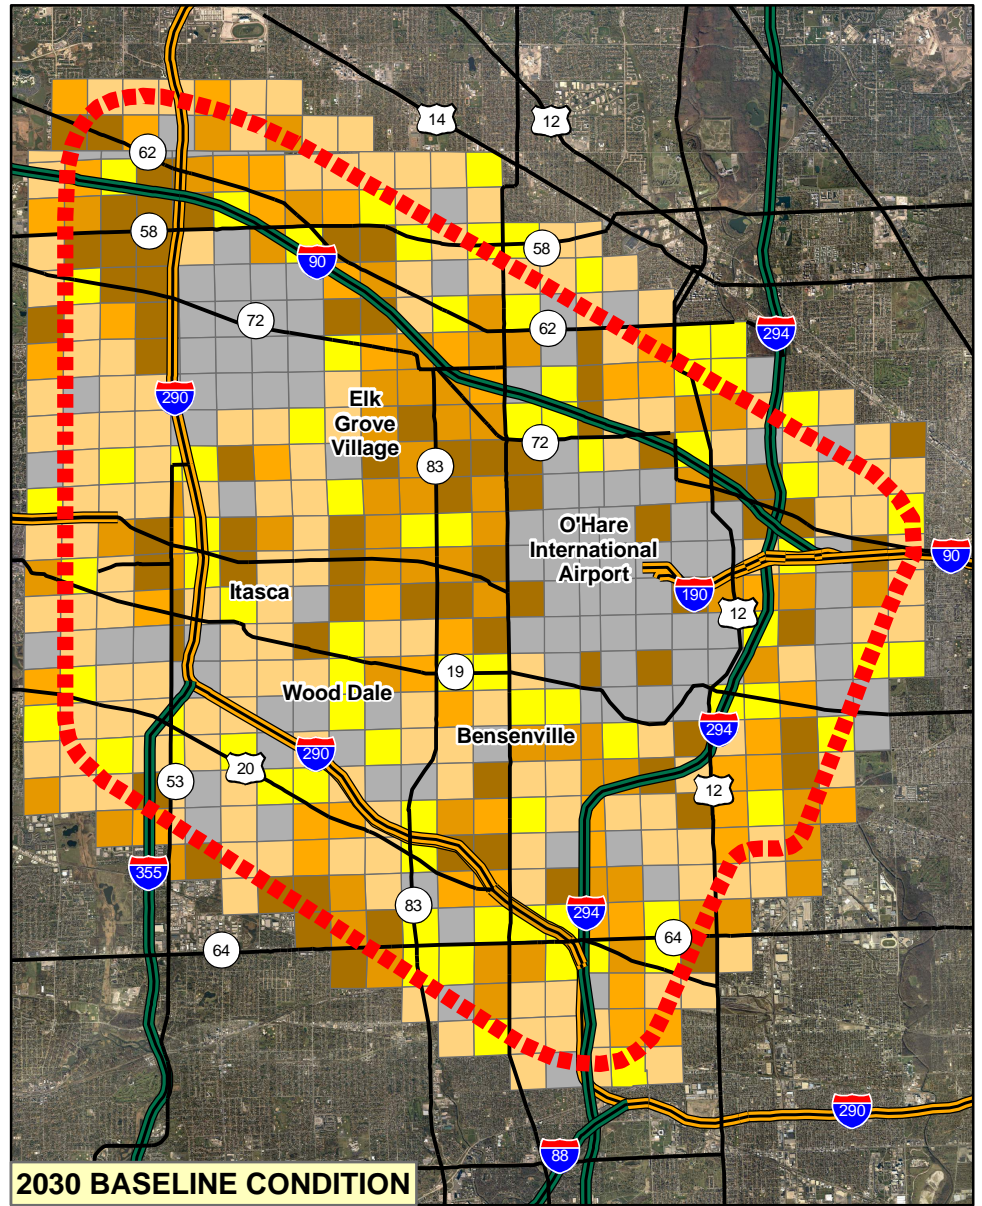 14
12
62
58
58
90
72
62
294
290
Elk
Grove
Village
83
72
O'Hare
International
Airport
90
190
12
Itasca
19
Wood Dale
Bensenville
294
290
20
53
12
355
83
294
64
64
290
88
2030 BASELINE CONDITION